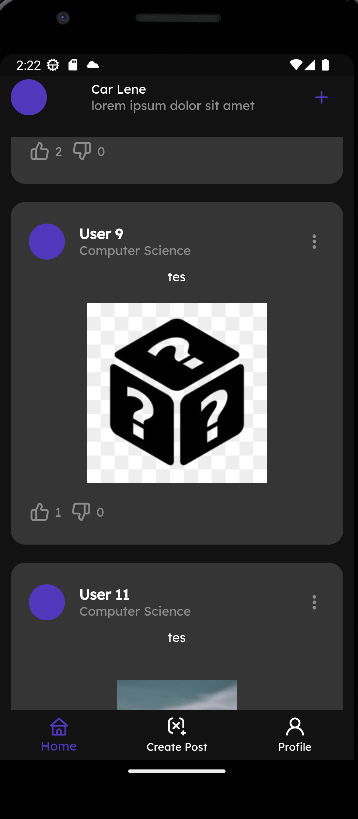 2:22
Car Lene
lorem ipsum dolor sit amet
+
2 0
User 9
Computer Science
tes
? ? ?
1 0
User 11
Computer Science
tes
Home Create Post Profile